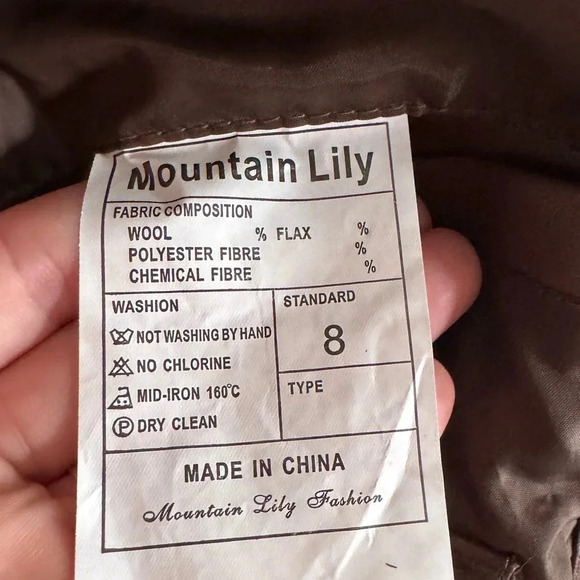 Mountain Lily
FABRIC COMPOSITION
WOOL % FLAX %
POLYESTER FIBRE %
CHEMICAL FIBRE %
WASHION
NOT WASHING BY HAND
NO CHLORINE
MID-IRON 160°C
P DRY CLEAN
STANDARD
8
TYPE
MADE IN CHINA
Mountain Lily Fashion